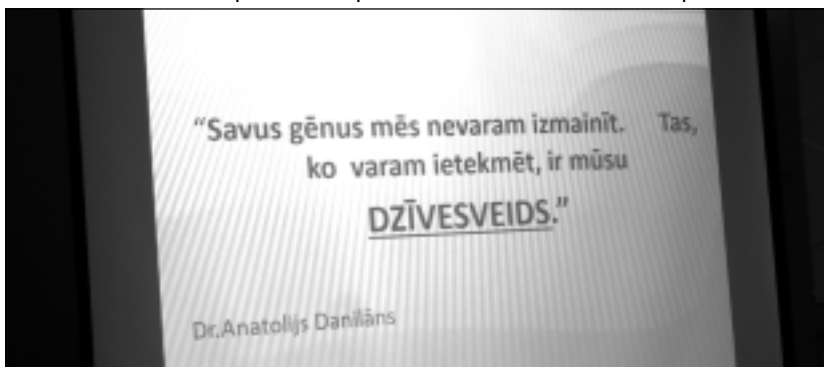 “Savus gēnus mēs nevaram izmainīt. Tas,
ko varam ietekmēt, ir mūsu
DZĪVESVEIDS.”
Dr.Anatolijs Danilāns